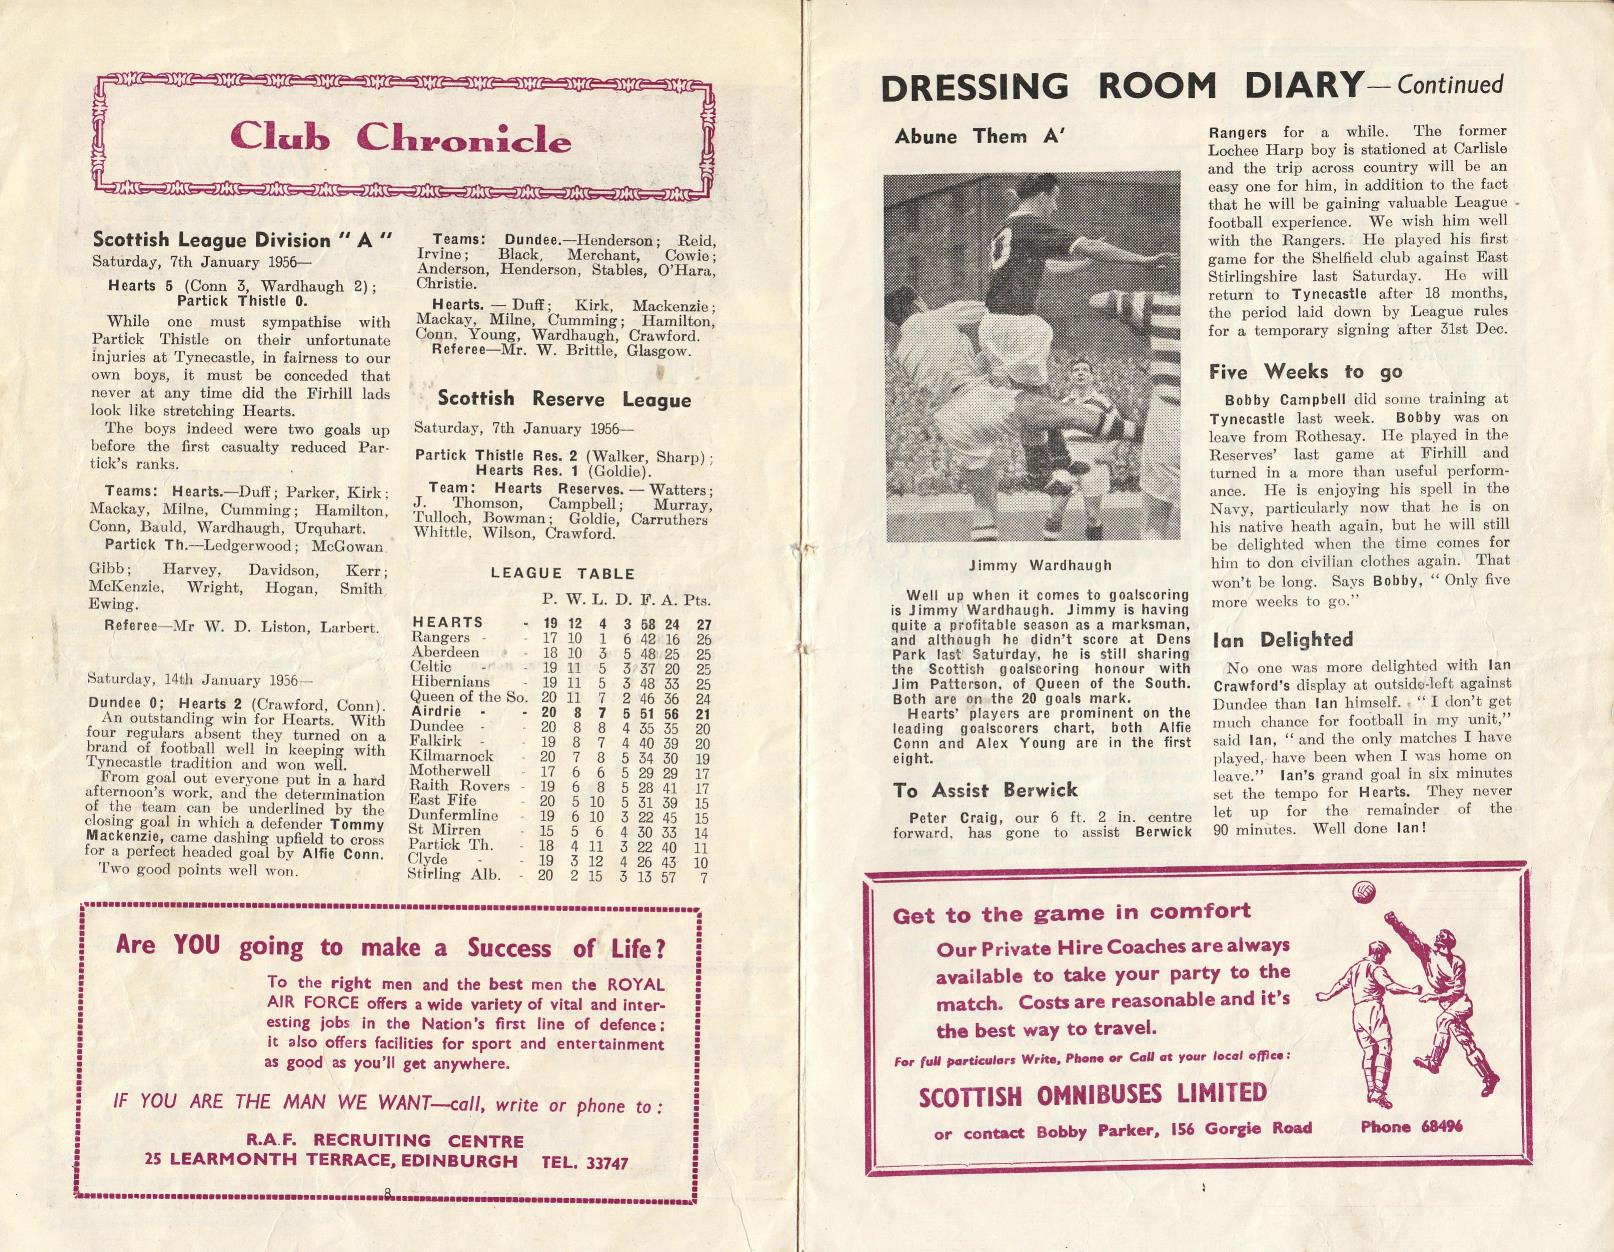 Club Chronicle
Scottish League Division " A "
Saturday, 7th January 1956—
Hearts 5 (Conn 3, Wardhaugh 2) ;
Partick Thistle 0.
While one must sympathise with
Partick Thistle on their unfortunate
injuries at Tynecastle, in fairness to our
own boys, it must be conceded that
never at any time did the Firhill lads
look like stretching Hearts.
The boys indeed were two goals up
before the first casualty reduced Par-
tick's ranks.
Teams: Hearts.—Duff; Parker, Kirk;
Mackay, Milne, Cumming; Hamilton,
Conn, Bauld, Wardhaugh, Urquhart.
Partick Th.—Ledgerwood; McGowan
Gibb; Harvey, Davidson, Kerr;
McKenzie, Wright, Hogan, Smith
Ewing.
Referee—Mr W. D. Liston, Larbert.
Saturday, 14th January 1956—
Dundee 0; Hearts 2 (Crawford, Conn).
An outstanding win for Hearts. With
four regulars absent they turned on a
brand of football well in keeping with
Tynecastle tradition and won well.
From goal out everyone put in a hard
afternoon's work, and the determination
of the team can be underlined by the
closing goal in which a defender Tommy
Mackenzie, came dashing upfield to cross
for a perfect headed goal by Alfie Conn.
Two good points well won.
Teams: Dundee.—Henderson; Reid,
Irvine; Black, Merchant, Cowie;
Anderson, Henderson, Stables, O'Hara,
Christie.
Hearts. — Duff; Kirk, Mackenzie;
Mackay, Milne, Cumming; Hamilton,
Conn, Young, Wardhaugh, Crawford.
Referee—Mr. W. Brittle, Glasgow.
Scottish Reserve League
Saturday, 7th January 1956—
Partick Thistle Res. 2 (Walker, Sharp) ;
Hearts Res. 1 (Goldie).
Team: Hearts Reserves. — Watters;
J. Thomson, Campbell; Murray,
Tulloch, Bowman; Goldie, Carruthers
Whittle, Wilson, Crawford.
LEAGUE TABLE
P. W. L. D. F. A. Pts.
HEARTS - 19 12 4 3 58 24 27
Rangers - - 17 10 1 6 42 16 26
Aberdeen - 18 10 3 5 48 25 25
Celtic - - 19 11 5 3 37 20 25
Hibernians - 19 11 5 3 48 33 25
Queen of the So. 20 11 7 2 46 36 24
Airdrie - - 20 8 7 5 51 56 21
Dundee - - 20 8 8 4 35 35 20
Falkirk - - 19 8 7 4 40 39 20
Kilmarnock - 20 7 8 5 34 30 19
Motherwell - 17 6 6 5 29 29 17
Raith Rovers - 19 6 8 5 28 41 17
East Fife - 20 5 10 5 31 39 15
Dunfermline - 19 6 10 3 22 45 15
St Mirren - 15 5 6 4 30 33 14
Partick Th. - 18 4 11 3 22 40 11
Clyde - - 19 3 12 4 26 43 10
Stirling Alb. - 20 2 15 3 13 57 7
Are YOU going to make a Success of Life?
To the right men and the best men the ROYAL
AIR FORCE offers a wide variety of vital and inter-
esting jobs in the Nation's first line of defence;
it also offers facilities for sport and entertainment
as good as you'll get anywhere.
IF YOU ARE THE MAN WE WANT—call, write or phone to :
R.A.F. RECRUITING CENTRE
25 LEARMONTH TERRACE, EDINBURGH TEL. 33747
8
DRESSING ROOM DIARY—Continued
Abune Them A'
Jimmy Wardhaugh
Well up when it comes to goalscoring
is Jimmy Wardhaugh. Jimmy is having
quite a profitable season as a marksman,
and although he didn't score at Dens
Park last Saturday, he is still sharing
the Scottish goalscoring honour with
Jim Patterson, of Queen of the South.
Both are on the 20 goals mark.
Hearts' players are prominent on the
leading goalscorers chart, both Alfie
Conn and Alex Young are in the first
eight.
To Assist Berwick
Peter Craig, our 6 ft. 2 in. centre
forward, has gone to assist Berwick
Rangers for a while. The former
Lochee Harp boy is stationed at Carlisle
and the trip across country will be an
easy one for him, in addition to the fact
that he will be gaining valuable League
football experience. We wish him well
with the Rangers. He played his first
game for the Shelfield club against East
Stirlingshire last Saturday. He will
return to Tynecastle after 18 months,
the period laid down by League rules
for a temporary signing after 31st Dec.
Five Weeks to go
Bobby Campbell did some training at
Tynecastle last week. Bobby was on
leave from Rothesay. He played in the
Reserves' last game at Firhill and
turned in a more than useful perform-
ance. He is enjoying his spell in the
Navy, particularly now that he is on
his native heath again, but he will still
be delighted when the time comes for
him to don civilian clothes again. That
won't be long. Says Bobby, " Only five
more weeks to go."
Ian Delighted
No one was more delighted with Ian
Crawford's display at outside-left against
Dundee than Ian himself. " I don't get
much chance for football in my unit,"
said Ian, " and the only matches I have
played, have been when I was home on
leave." Ian's grand goal in six minutes
set the tempo for Hearts. They never
let up for the remainder of the
90 minutes. Well done Ian!
Get to the game in comfort
Our Private Hire Coaches are always
available to take your party to the
match. Costs are reasonable and it's
the best way to travel.
For full particulars Write, Phone or Call at your local office :
SCOTTISH OMNIBUSES LIMITED
or contact Bobby Parker, 156 Gorgie Road Phone 68496